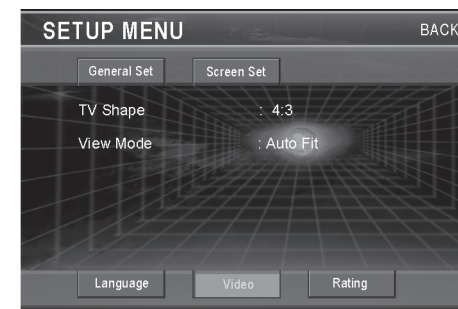 SETUP MENU BACK
General Set Screen Set
TV Shape : 4:3
View Mode : Auto Fit
Language Video Rating